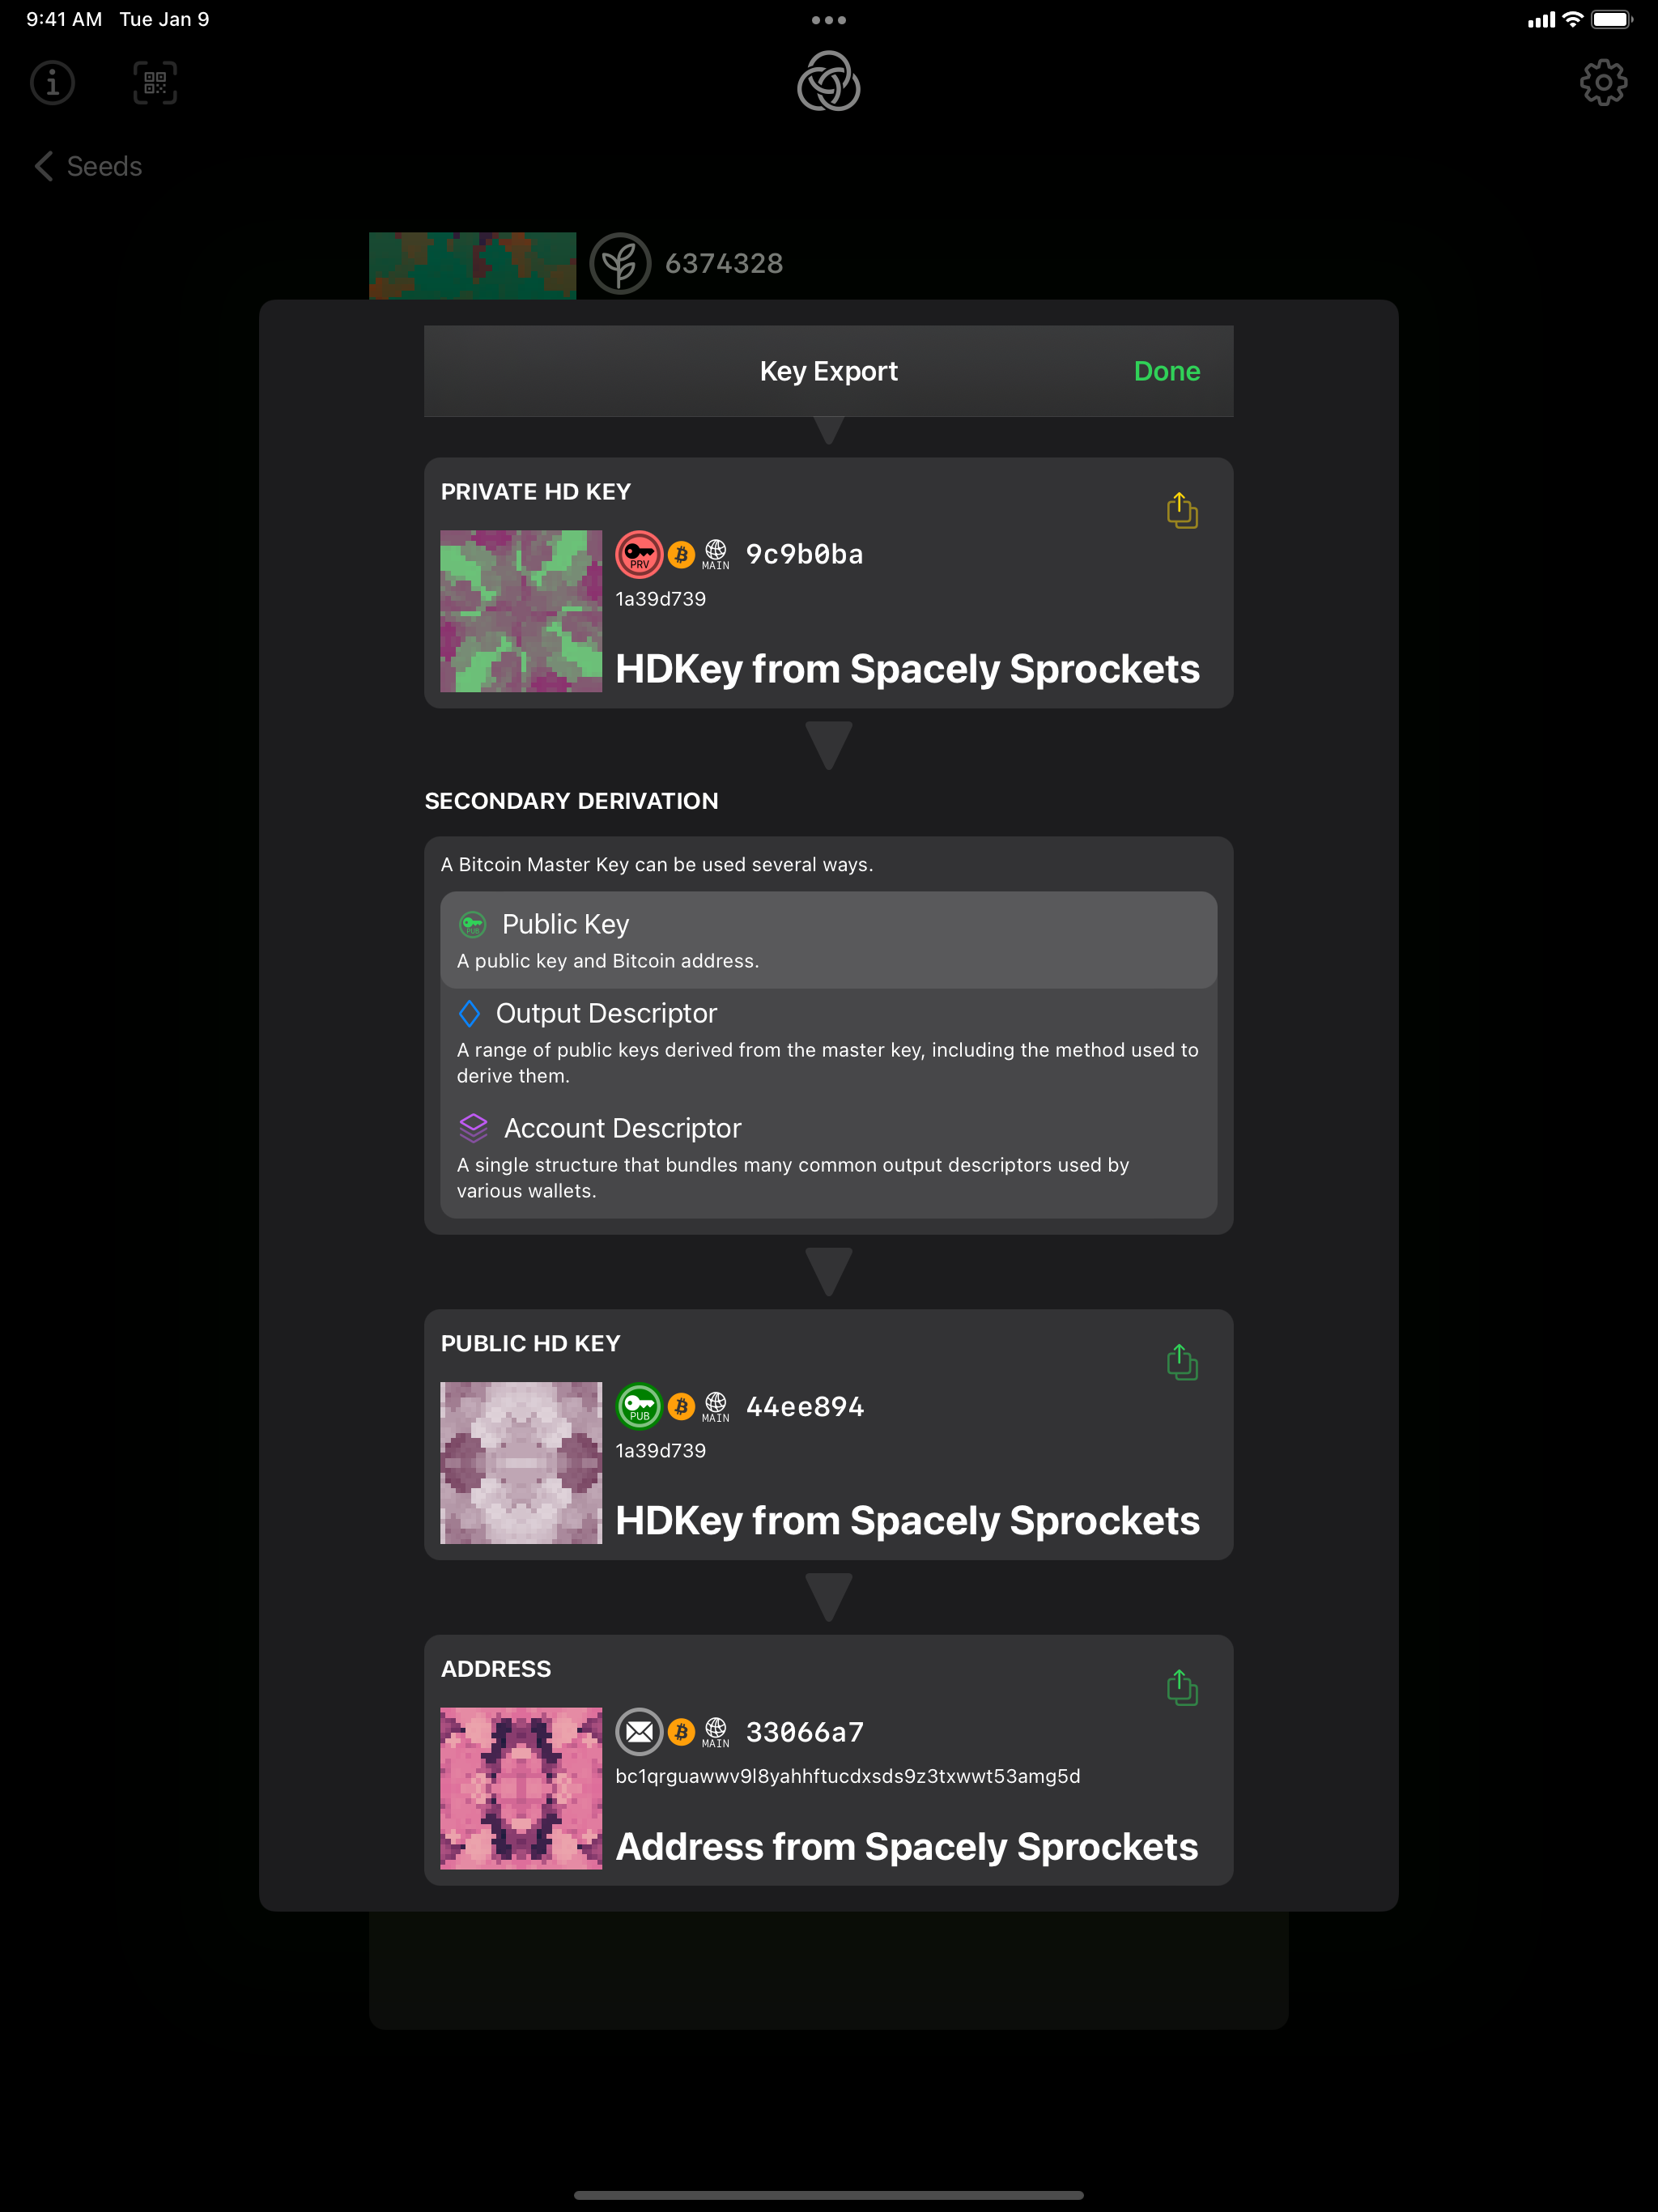 9:41 AM Tue Jan 9
Seeds
6374328
Key Export
Done
PRIVATE HD KEY
PRV
MAIN
9c9b0ba
1a39d739
HDKey from Spacely Sprockets
SECONDARY DERIVATION
A Bitcoin Master Key can be used several ways.
PUB
Public Key
A public key and Bitcoin address.
Output Descriptor
A range of public keys derived from the master key, including the method used to
derive them.
Account Descriptor
A single structure that bundles many common output descriptors used by
various wallets.
PUBLIC HD KEY
PUB
MAIN
44ee894
1a39d739
HDKey from Spacely Sprockets
ADDRESS
MAIN
33066a7
bc1qrguawwv9l8yahhftucdxsds9z3txwwt53amg5d
Address from Spacely Sprockets